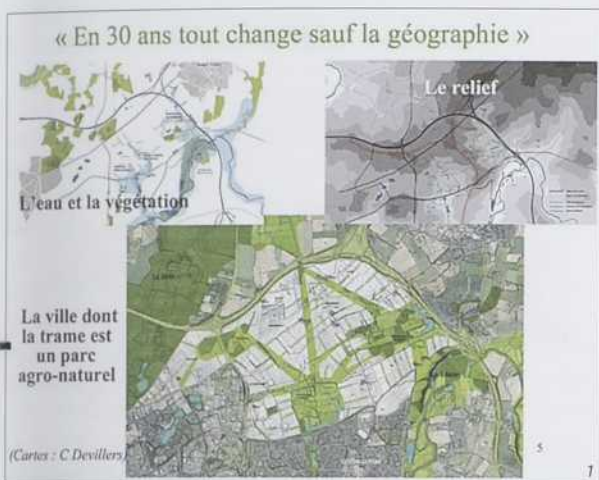 « En 30 ans tout change sauf la géographie »
Le relief
L'eau et la végétation
La ville dont
la trame est
un parc
agro-naturel
(Cartes : C Devillers)
5
1